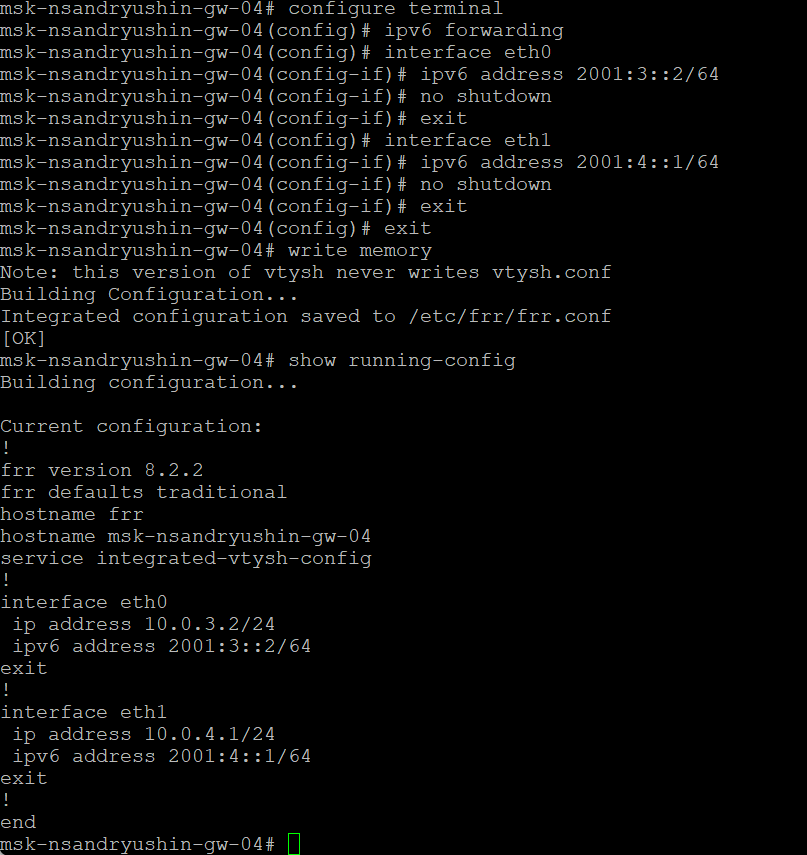 msk-nsandryushin-gw-04# configure terminal
msk-nsandryushin-gw-04(config)# ipv6 forwarding
msk-nsandryushin-gw-04(config)# interface eth0
msk-nsandryushin-gw-04(config-if)# ipv6 address 2001:3::2/64
msk-nsandryushin-gw-04(config-if)# no shutdown
msk-nsandryushin-gw-04(config-if)# exit
msk-nsandryushin-gw-04(config)# interface eth1
msk-nsandryushin-gw-04(config-if)# ipv6 address 2001:4::1/64
msk-nsandryushin-gw-04(config-if)# no shutdown
msk-nsandryushin-gw-04(config-if)# exit
msk-nsandryushin-gw-04(config)# exit
msk-nsandryushin-gw-04# write memory
Note: this version of vtysh never writes vtysh.conf
Building Configuration...
Integrated configuration saved to /etc/frr/frr.conf
[OK]
msk-nsandryushin-gw-04# show running-config
Building configuration...

Current configuration:
!
frr version 8.2.2
frr defaults traditional
hostname frr
hostname msk-nsandryushin-gw-04
service integrated-vtysh-config
!
interface eth0
 ip address 10.0.3.2/24
 ipv6 address 2001:3::2/64
exit
!
interface eth1
 ip address 10.0.4.1/24
 ipv6 address 2001:4::1/64
exit
!
end
msk-nsandryushin-gw-04#